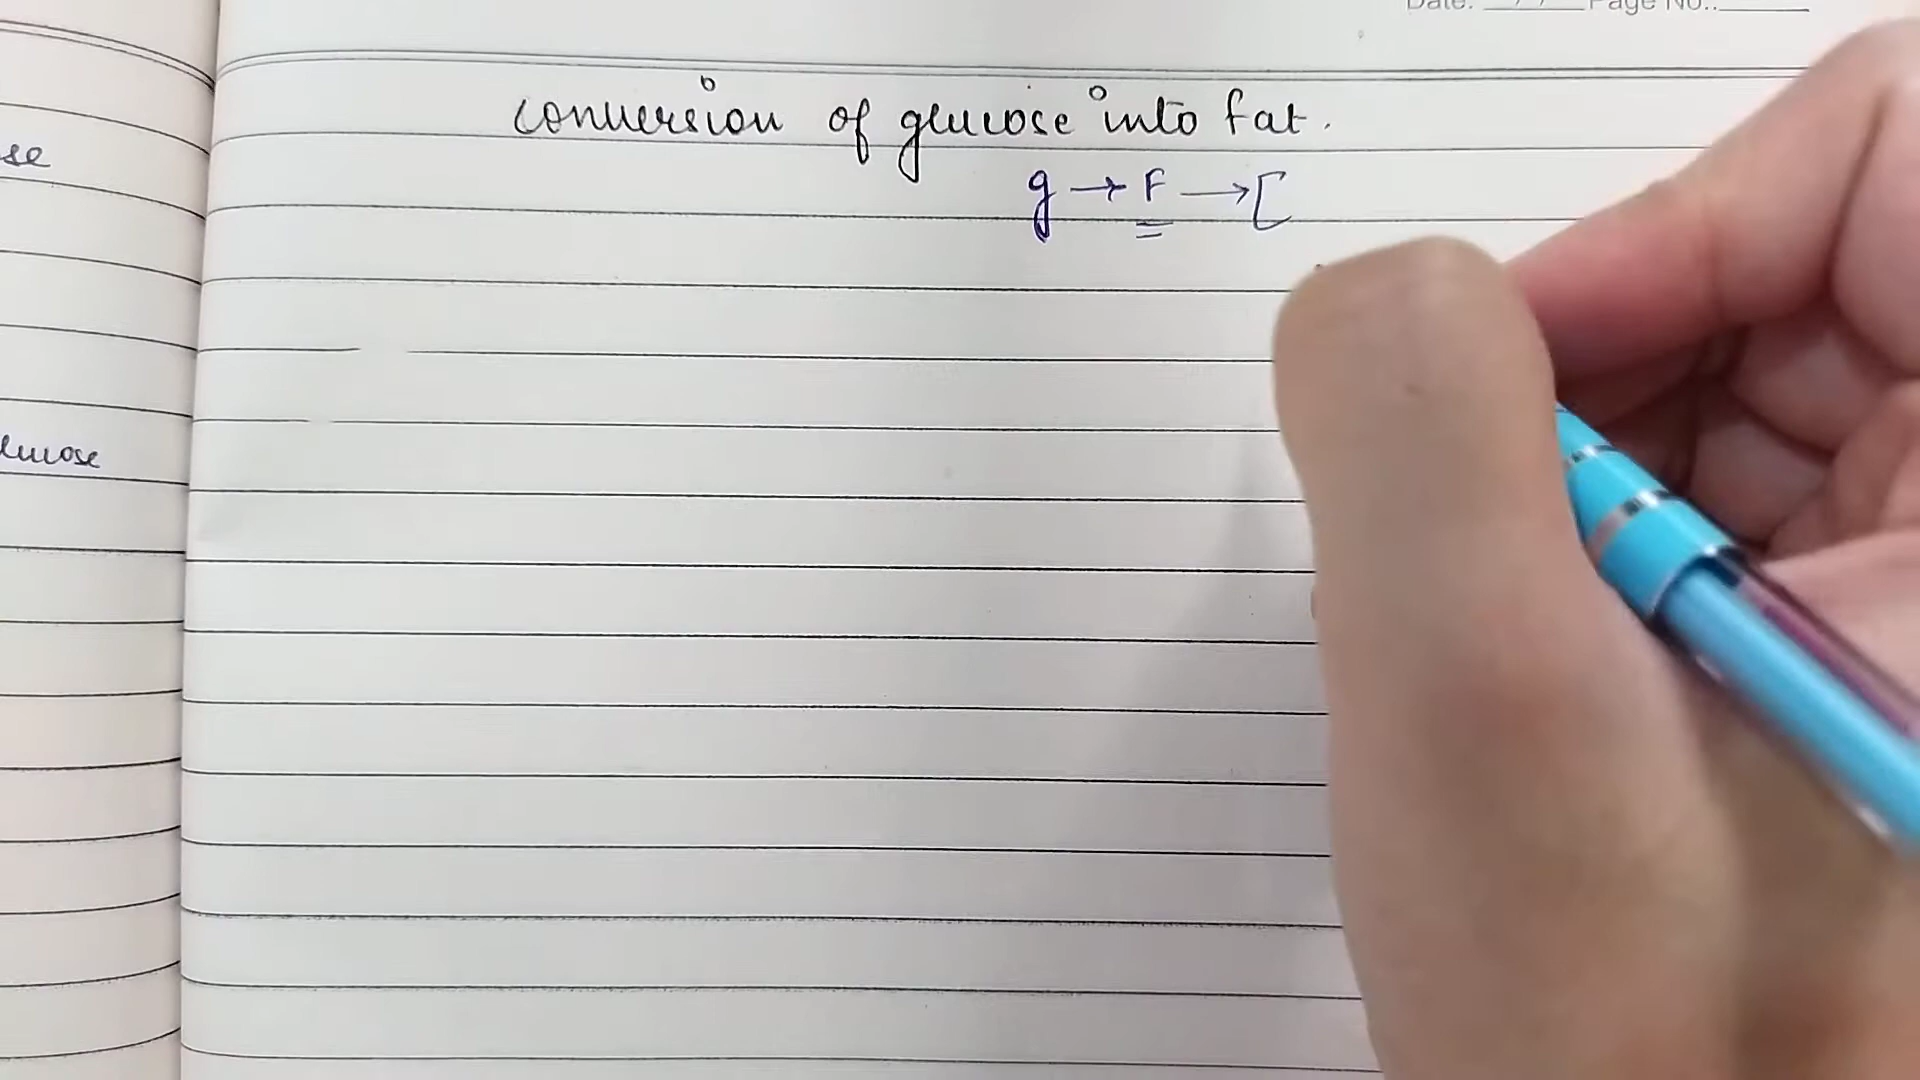 Date: Page No.:
conversion of glucose into fat.
g → F → [
se
lucose